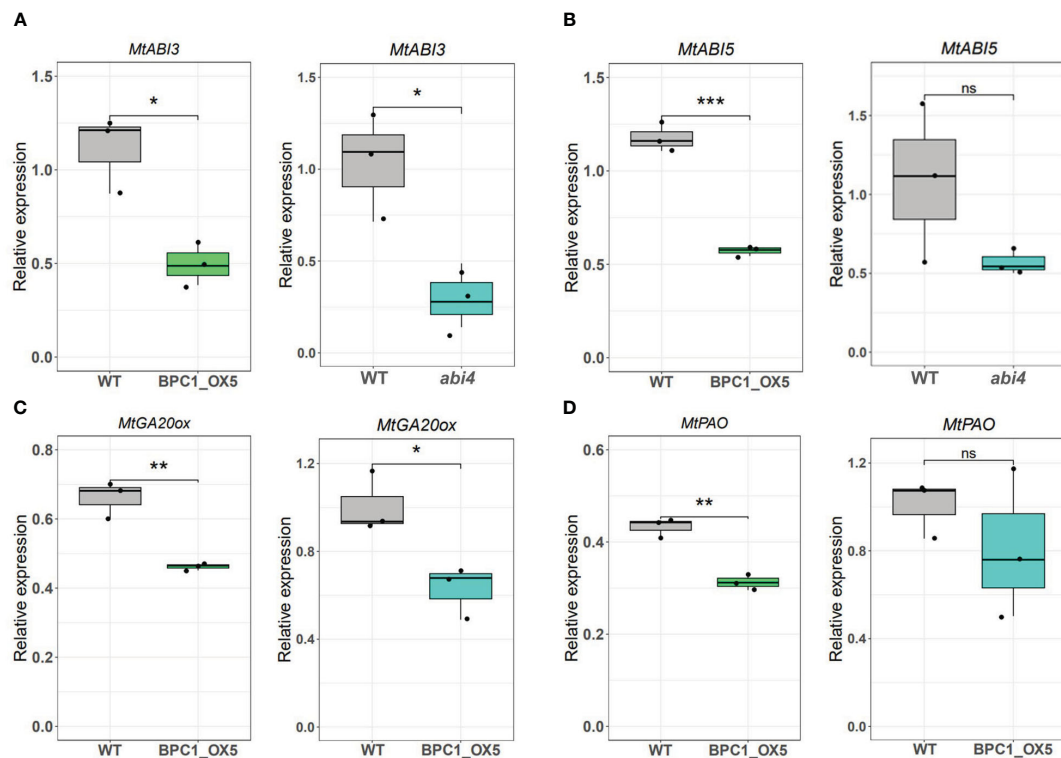 A
MtABI3
Relative expression
1.5
1.0
0.5
0.0
*
WT
BPC1_OX5
MtABI3
Relative expression
1.5
1.0
0.5
0.0
*
WT
abi4
B
MtABI5
Relative expression
1.5
1.0
0.5
0.0
***
WT
BPC1_OX5
MtABI5
Relative expression
1.5
1.0
0.5
0.0
ns
WT
abi4
C
MtGA20ox
Relative expression
0.8
0.6
0.4
0.2
0.0
**
WT
BPC1_OX5
MtGA20ox
Relative expression
1.2
0.8
0.4
0.0
*
WT
BPC1_OX5
D
MtPAO
Relative expression
0.6
0.4
0.2
0.0
**
WT
BPC1_OX5
MtPAO
Relative expression
1.2
0.8
0.4
0.0
ns
WT
BPC1_OX5